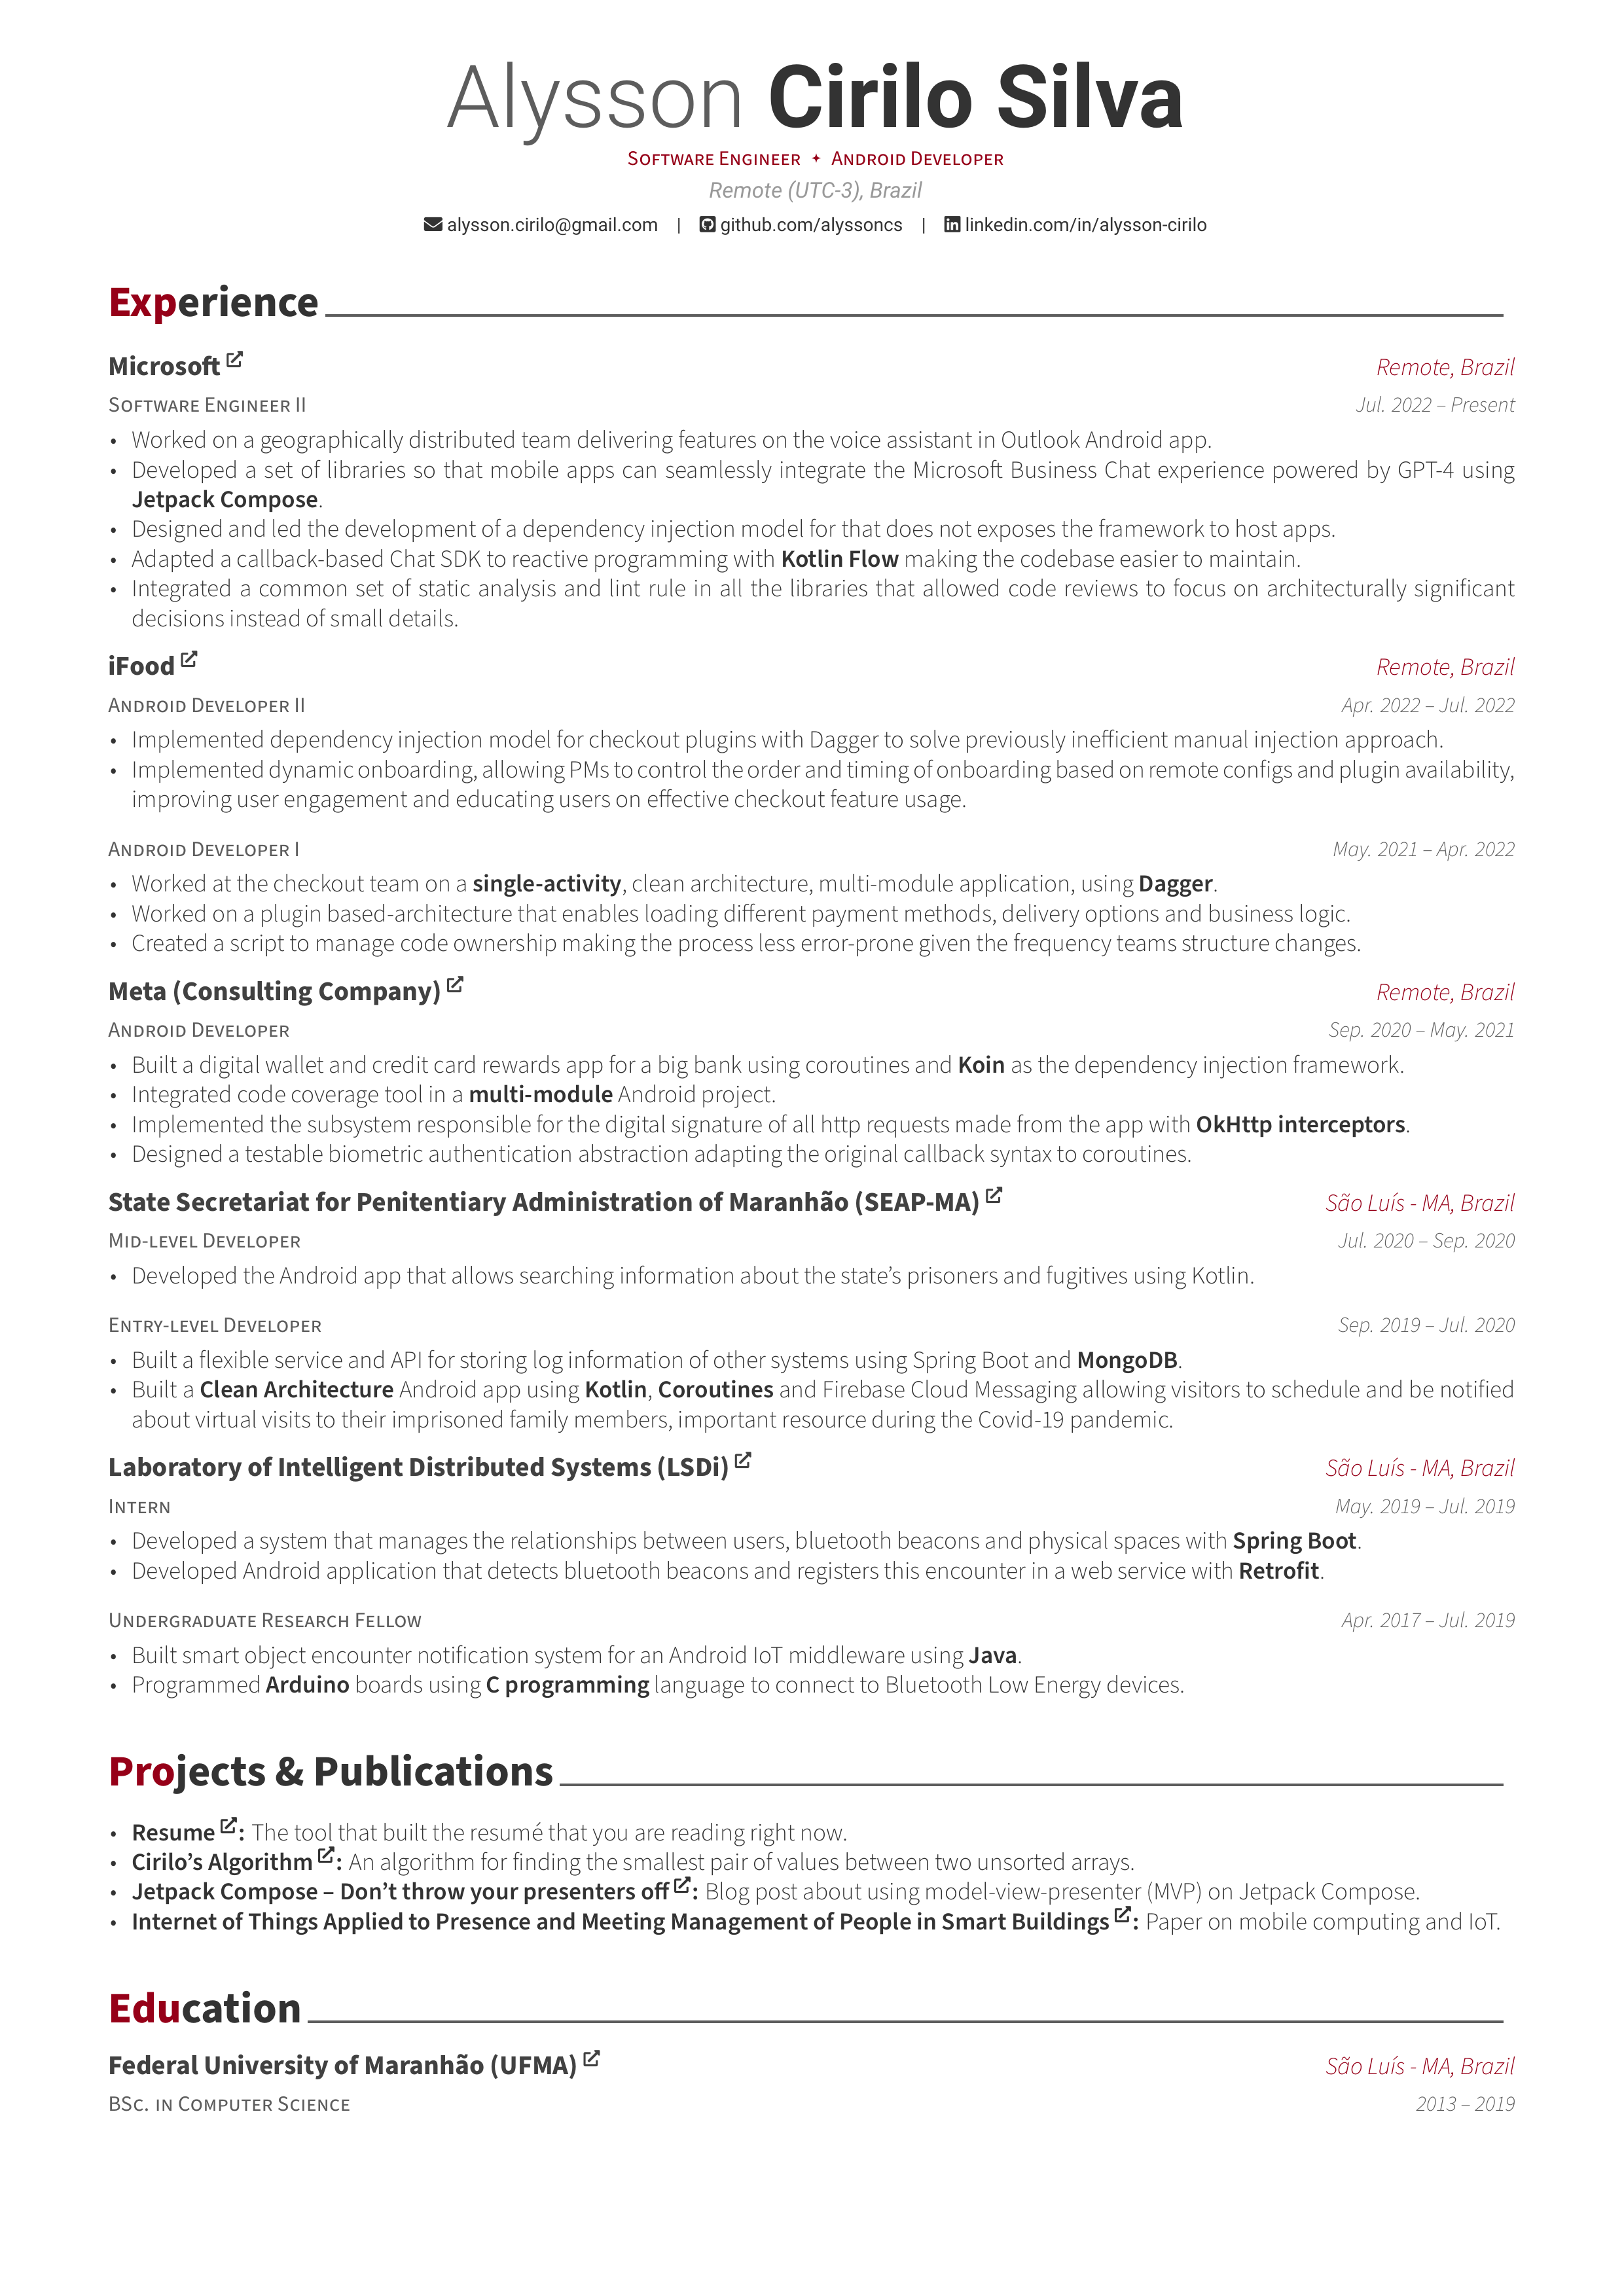 Alysson Cirilo Silva
Software Engineer ✦ Android Developer
Remote (UTC-3), Brazil
alysson.cirilo@gmail.com | github.com/alyssoncs | linkedin.com/in/alysson-cirilo
Experience
Microsoft Remote, Brazil
Software Engineer II Jul. 2022 – Present
• Worked on a geographically distributed team delivering features on the voice assistant in Outlook Android app.
• Developed a set of libraries so that mobile apps can seamlessly integrate the Microsoft Business Chat experience powered by GPT-4 using
Jetpack Compose.
• Designed and led the development of a dependency injection model for that does not exposes the framework to host apps.
• Adapted a callback-based Chat SDK to reactive programming with Kotlin Flow making the codebase easier to maintain.
• Integrated a common set of static analysis and lint rule in all the libraries that allowed code reviews to focus on architecturally significant
decisions instead of small details.
iFood Remote, Brazil
Android Developer II Apr. 2022 – Jul. 2022
• Implemented dependency injection model for checkout plugins with Dagger to solve previously inefficient manual injection approach.
• Implemented dynamic onboarding, allowing PMs to control the order and timing of onboarding based on remote configs and plugin availability,
improving user engagement and educating users on effective checkout feature usage.
Android Developer I May. 2021 – Apr. 2022
• Worked at the checkout team on a single-activity, clean architecture, multi-module application, using Dagger.
• Worked on a plugin based-architecture that enables loading different payment methods, delivery options and business logic.
• Created a script to manage code ownership making the process less error-prone given the frequency teams structure changes.
Meta (Consulting Company) Remote, Brazil
Android Developer Sep. 2020 – May. 2021
• Built a digital wallet and credit card rewards app for a big bank using coroutines and Koin as the dependency injection framework.
• Integrated code coverage tool in a multi-module Android project.
• Implemented the subsystem responsible for the digital signature of all http requests made from the app with OkHttp interceptors.
• Designed a testable biometric authentication abstraction adapting the original callback syntax to coroutines.
State Secretariat for Penitentiary Administration of Maranhão (SEAP-MA) São Luís - MA, Brazil
Mid-level Developer Jul. 2020 – Sep. 2020
• Developed the Android app that allows searching information about the state’s prisoners and fugitives using Kotlin.
Entry-level Developer Sep. 2019 – Jul. 2020
• Built a flexible service and API for storing log information of other systems using Spring Boot and MongoDB.
• Built a Clean Architecture Android app using Kotlin, Coroutines and Firebase Cloud Messaging allowing visitors to schedule and be notified
about virtual visits to their imprisoned family members, important resource during the Covid-19 pandemic.
Laboratory of Intelligent Distributed Systems (LSDi) São Luís - MA, Brazil
Intern May. 2019 – Jul. 2019
• Developed a system that manages the relationships between users, bluetooth beacons and physical spaces with Spring Boot.
• Developed Android application that detects bluetooth beacons and registers this encounter in a web service with Retrofit.
Undergraduate Research Fellow Apr. 2017 – Jul. 2019
• Built smart object encounter notification system for an Android IoT middleware using Java.
• Programmed Arduino boards using C programming language to connect to Bluetooth Low Energy devices.
Projects & Publications
• Resume : The tool that built the resumé that you are reading right now.
• Cirilo’s Algorithm : An algorithm for finding the smallest pair of values between two unsorted arrays.
• Jetpack Compose – Don’t throw your presenters off : Blog post about using model-view-presenter (MVP) on Jetpack Compose.
• Internet of Things Applied to Presence and Meeting Management of People in Smart Buildings : Paper on mobile computing and IoT.
Education
Federal University of Maranhão (UFMA) São Luís - MA, Brazil
BSc. in Computer Science 2013 – 2019